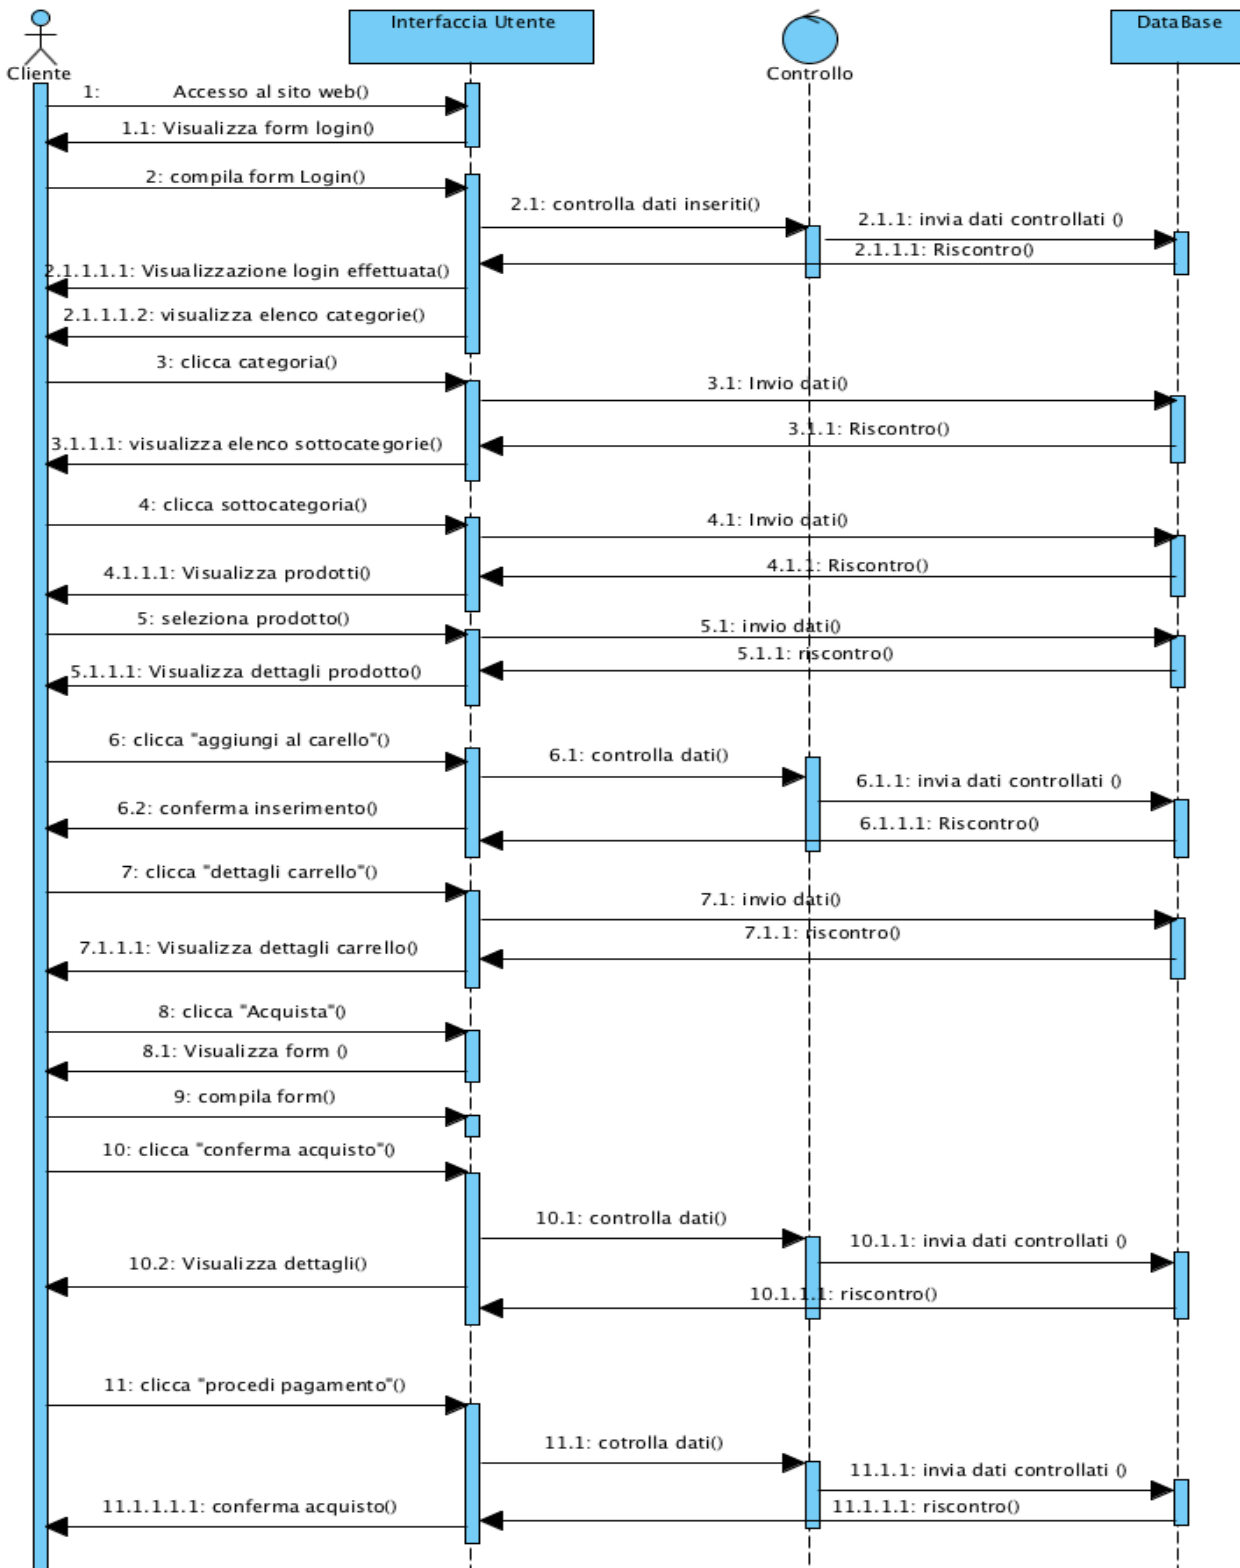 Interfaccia Utente
DataBase
Cliente
Controllo
1: Accesso al sito web()
1.1: Visualizza form login()
2: compila form Login()
2.1: controlla dati inseriti()
2.1.1: invia dati controllati ()
2.1.1.1: Riscontro()
2.1.1.1.1: Visualizzazione login effettuata()
2.1.1.1.2: visualizza elenco categorie()
3: clicca categoria()
3.1: Invio dati()
3.1.1: Riscontro()
3.1.1.1: visualizza elenco sottocategorie()
4: clicca sottocategoria()
4.1: Invio dati()
4.1.1: Riscontro()
4.1.1.1: Visualizza prodotti()
5: seleziona prodotto()
5.1: invio dati()
5.1.1: riscontro()
5.1.1.1: Visualizza dettagli prodotto()
6: clicca "aggiungi al carello"()
6.1: controlla dati()
6.1.1: invia dati controllati ()
6.2: conferma inserimento()
6.1.1.1: Riscontro()
7: clicca "dettagli carrello"()
7.1: invio dati()
7.1.1: riscontro()
7.1.1.1: Visualizza dettagli carrello()
8: clicca "Acquista"()
8.1: Visualizza form ()
9: compila form()
10: clicca "conferma acquisto"()
10.1: controlla dati()
10.1.1: invia dati controllati ()
10.2: Visualizza dettagli()
10.1.1.1: riscontro()
11: clicca "procedi pagamento"()
11.1: cotrolla dati()
11.1.1: invia dati controllati ()
11.1.1.1.1: conferma acquisto()
11.1.1.1: riscontro()